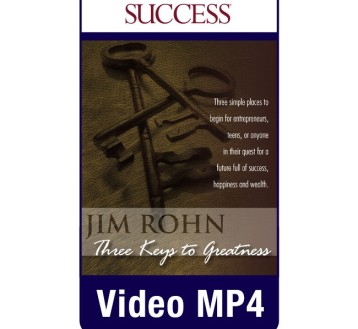 SUCCESS
Three simple places to
begin for entrepreneurs,
teens, or anyone
in their quest for a
future full of success,
happiness and wealth.
JIM ROHN
Three Keys to Greatness
Video MP4